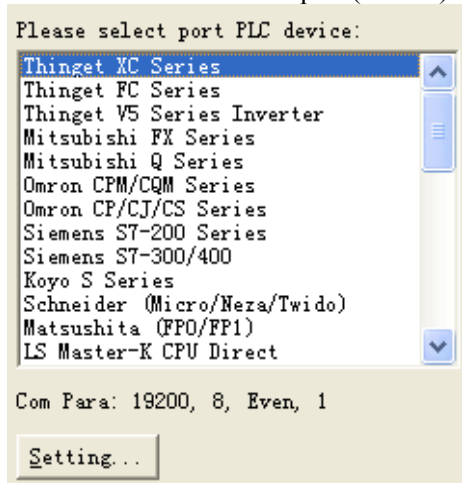 Please select port PLC device:
Thinget XC Series
Thinget FC Series
Thinget V5 Series Inverter
Mitsubishi FX Series
Mitsubishi Q Series
Omron CPM/CQM Series
Omron CP/CJ/CS Series
Siemens S7-200 Series
Siemens S7-300/400
Koyo S Series
Schneider (Micro/Neza/Twido)
Matsushita (FP0/FP1)
LS Master-K CPU Direct
Com Para: 19200, 8, Even, 1
Setting...